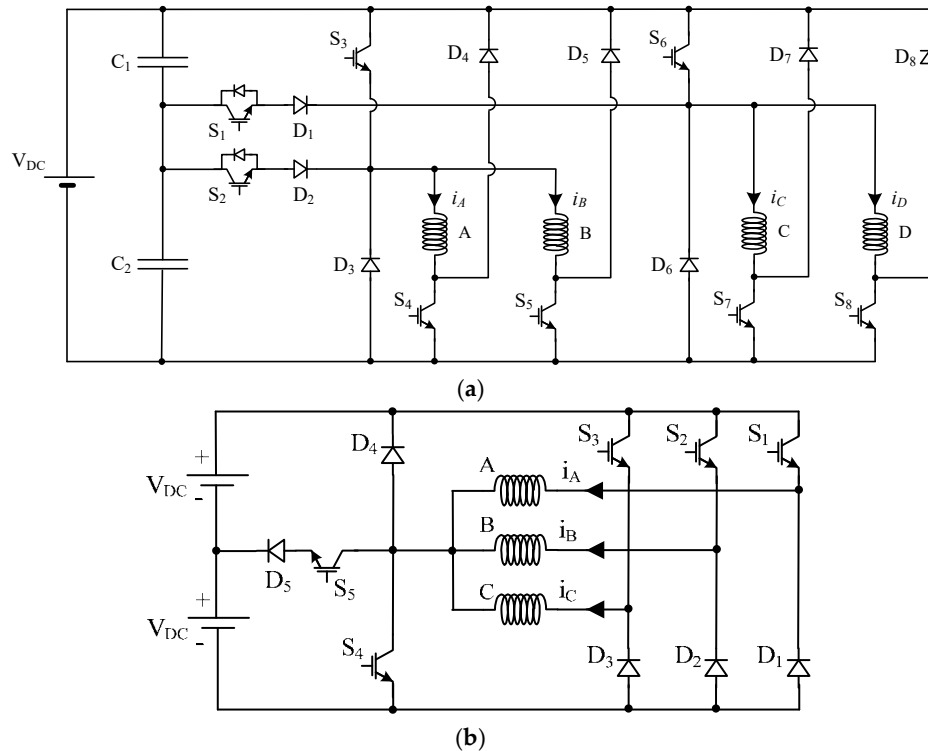 S3 D4 D5 S6 D7 D8
C1
S1 D1
VDC
S2 D2
iA iB iC iD
A B C D
C2 D3 D6
S4 S5 S7 S8
(a)
D4 S3 S2 S1
+ A iA
VDC
-
B iB
D5 S5
+
C iC
VDC
-
S4 D3 D2 D1
(b)